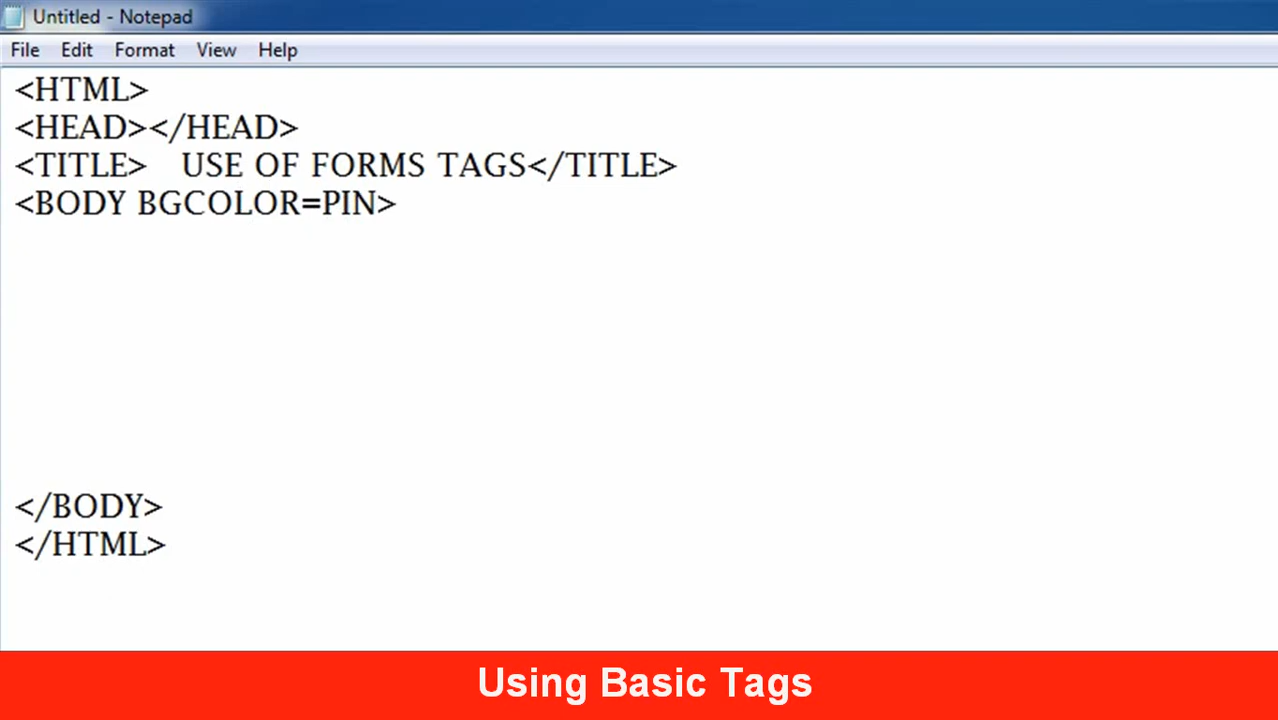 Untitled - Notepad
File Edit Format View Help
<HTML>
<HEAD></HEAD>
<TITLE>   USE OF FORMS TAGS</TITLE>
<BODY BGCOLOR=PIN>
</BODY>
</HTML>
Using Basic Tags